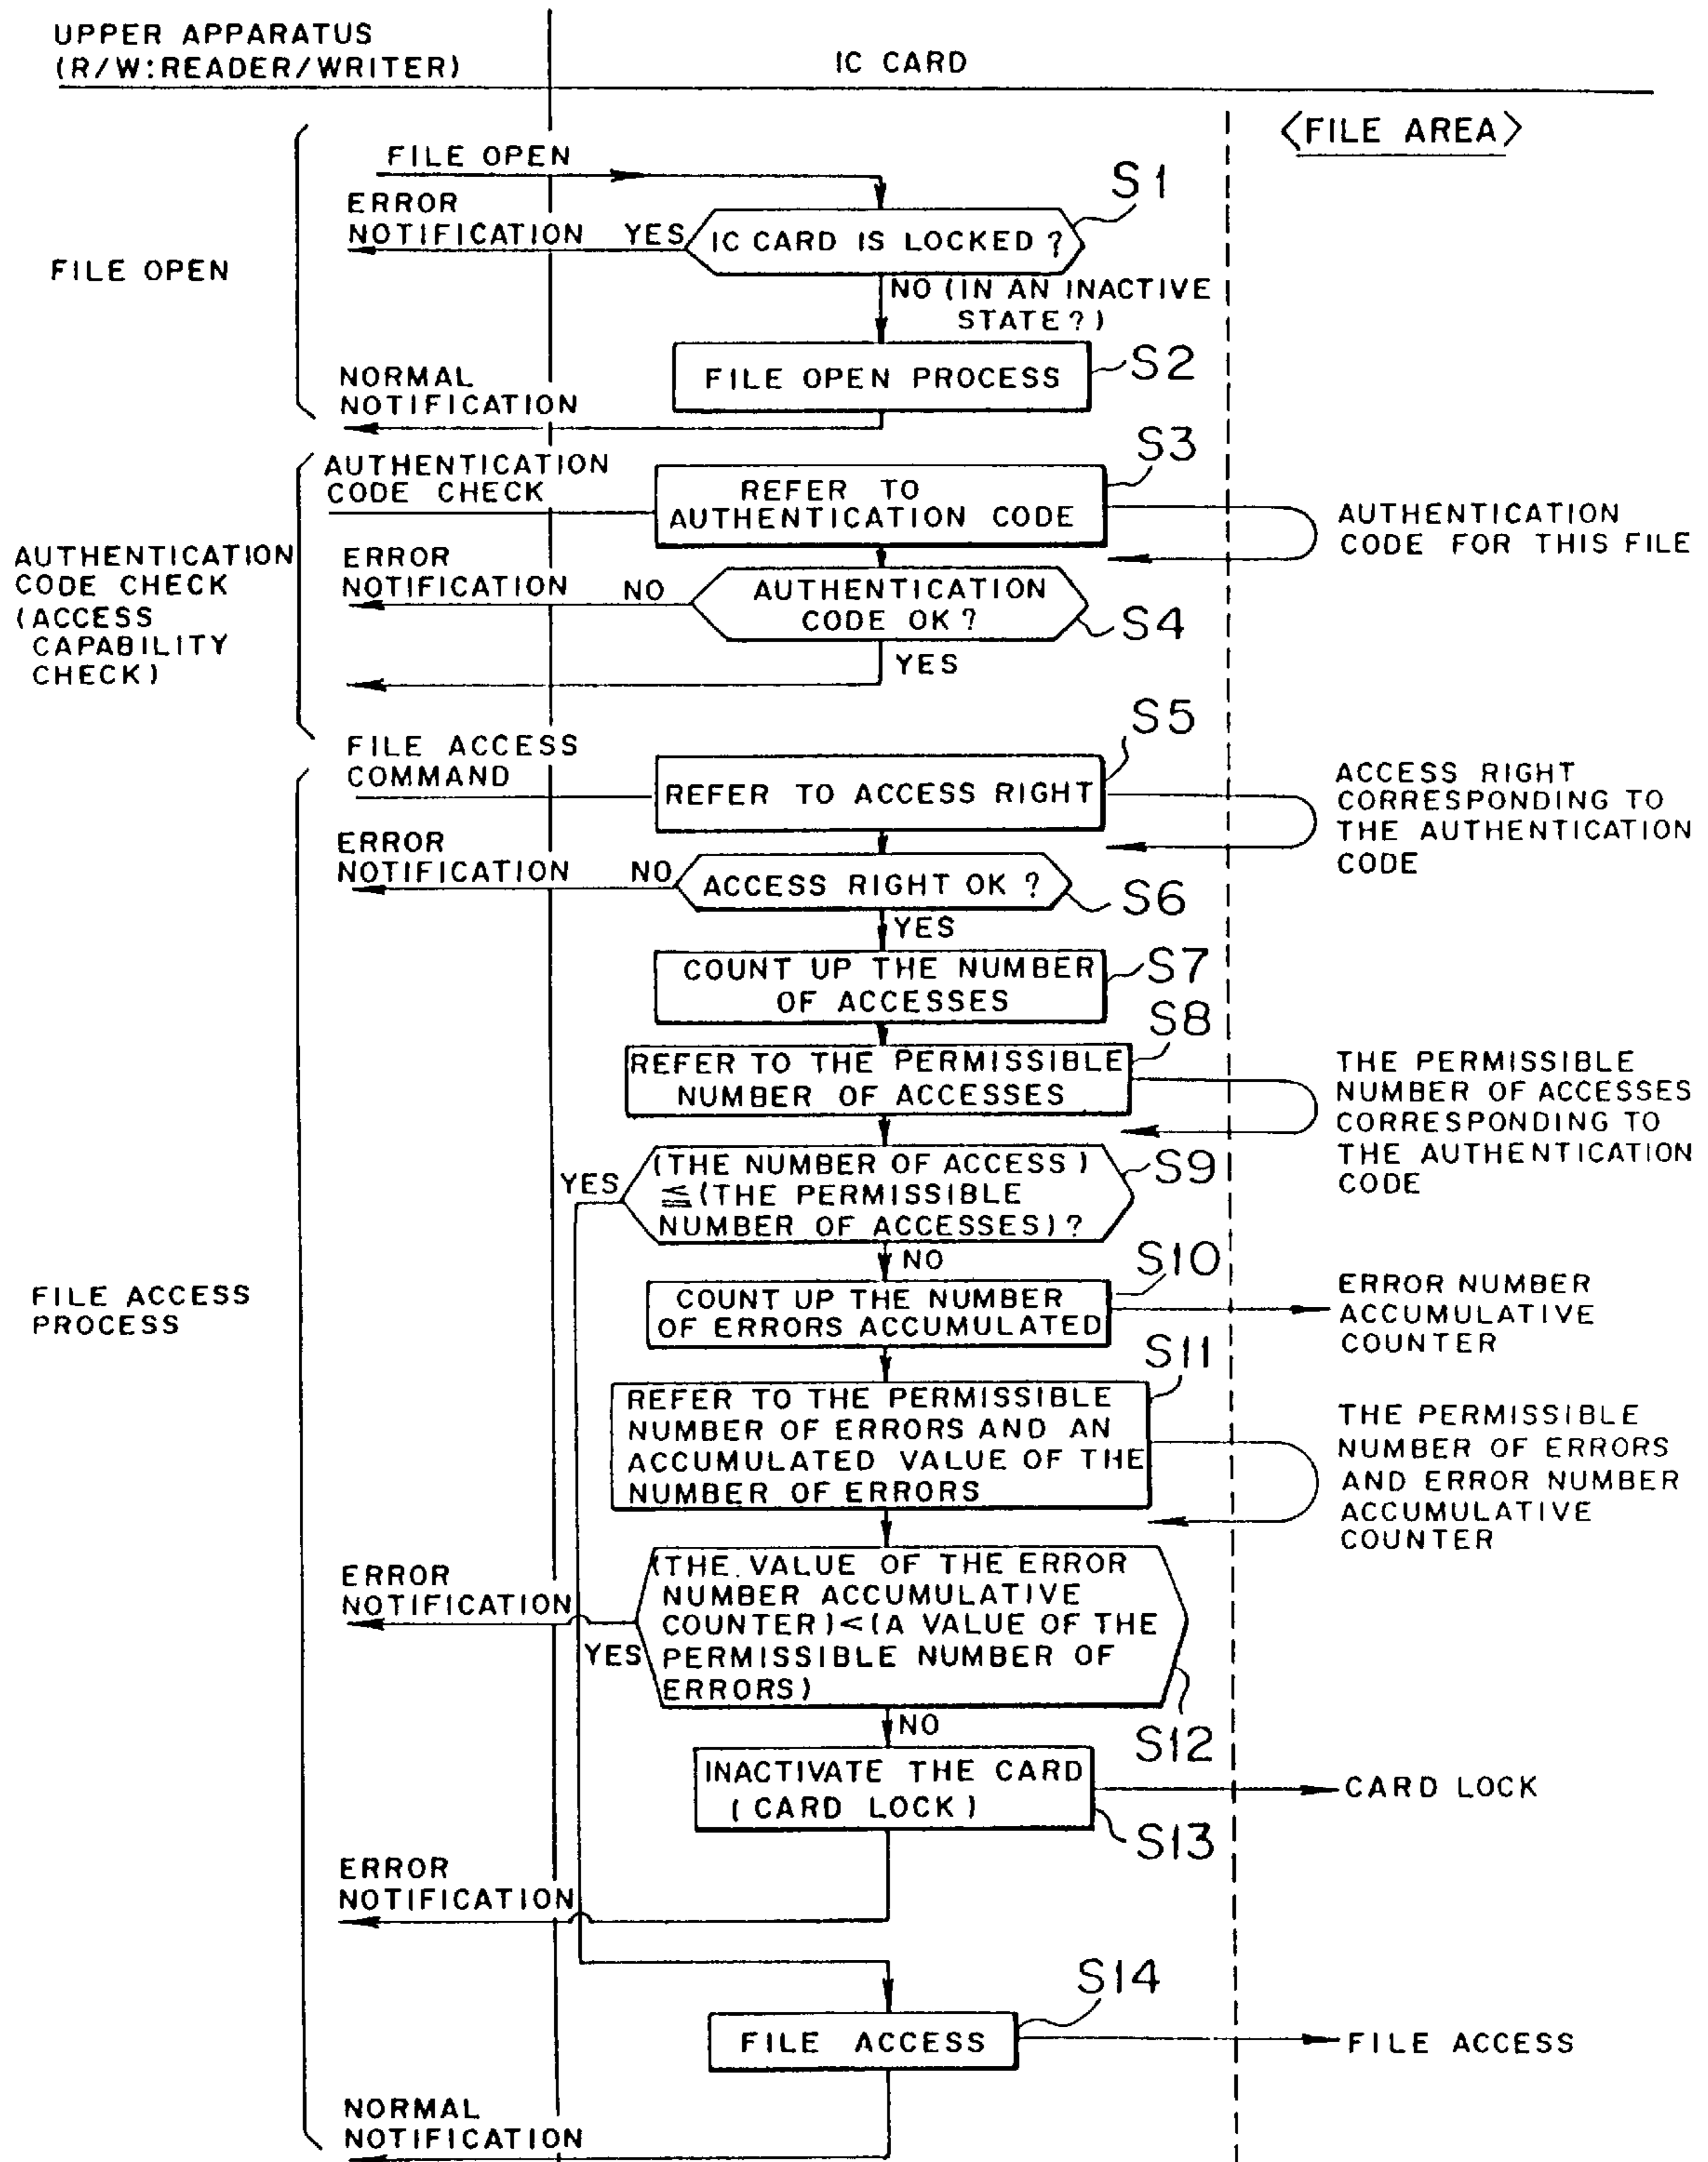 UPPER APPARATUS
(R/W:READER/WRITER)
IC CARD
<FILE AREA>
FILE OPEN
S1
ERROR
NOTIFICATION
YES
IC CARD IS LOCKED ?
FILE OPEN
NO (IN AN INACTIVE
STATE?)
S2
FILE OPEN PROCESS
NORMAL
NOTIFICATION
S3
AUTHENTICATION
CODE CHECK
REFER TO
AUTHENTICATION CODE
AUTHENTICATION
CODE FOR THIS FILE
AUTHENTICATION
CODE CHECK
(ACCESS
CAPABILITY
CHECK)
ERROR
NOTIFICATION
NO
AUTHENTICATION
CODE OK ?
S4
YES
S5
FILE ACCESS
COMMAND
REFER TO ACCESS RIGHT
ACCESS RIGHT
CORRESPONDING TO
THE AUTHENTICATION
CODE
ERROR
NOTIFICATION
NO
ACCESS RIGHT OK ?
S6
YES
COUNT UP THE NUMBER
OF ACCESSES
S7
S8
REFER TO THE PERMISSIBLE
NUMBER OF ACCESSES
THE PERMISSIBLE
NUMBER OF ACCESSES
CORRESPONDING TO
THE AUTHENTICATION
CODE
YES
(THE NUMBER OF ACCESS)
≦(THE PERMISSIBLE
NUMBER OF ACCESSES) ?
S9
NO
S10
FILE ACCESS
PROCESS
COUNT UP THE NUMBER
OF ERRORS ACCUMULATED
ERROR NUMBER
ACCUMULATIVE
COUNTER
S11
REFER TO THE PERMISSIBLE
NUMBER OF ERRORS AND AN
ACCUMULATED VALUE OF THE
NUMBER OF ERRORS
THE PERMISSIBLE
NUMBER OF ERRORS
AND ERROR NUMBER
ACCUMULATIVE
COUNTER
ERROR
NOTIFICATION
YES
(THE VALUE OF THE ERROR
NUMBER ACCUMULATIVE
COUNTER)<(A VALUE OF THE
PERMISSIBLE NUMBER OF
ERRORS)
S12
NO
INACTIVATE THE CARD
(CARD LOCK)
CARD LOCK
S13
ERROR
NOTIFICATION
S14
FILE ACCESS
FILE ACCESS
NORMAL
NOTIFICATION